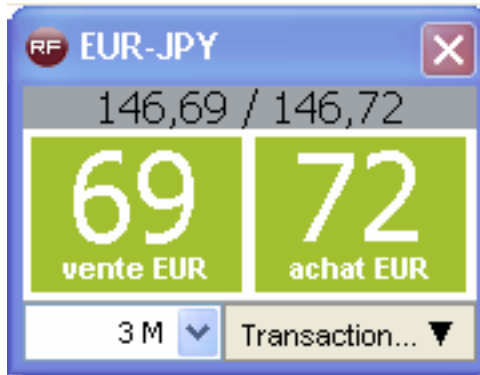 RF EUR-JPY
146,69 / 146,72
69 72
vente EUR achat EUR
3 M Transaction...